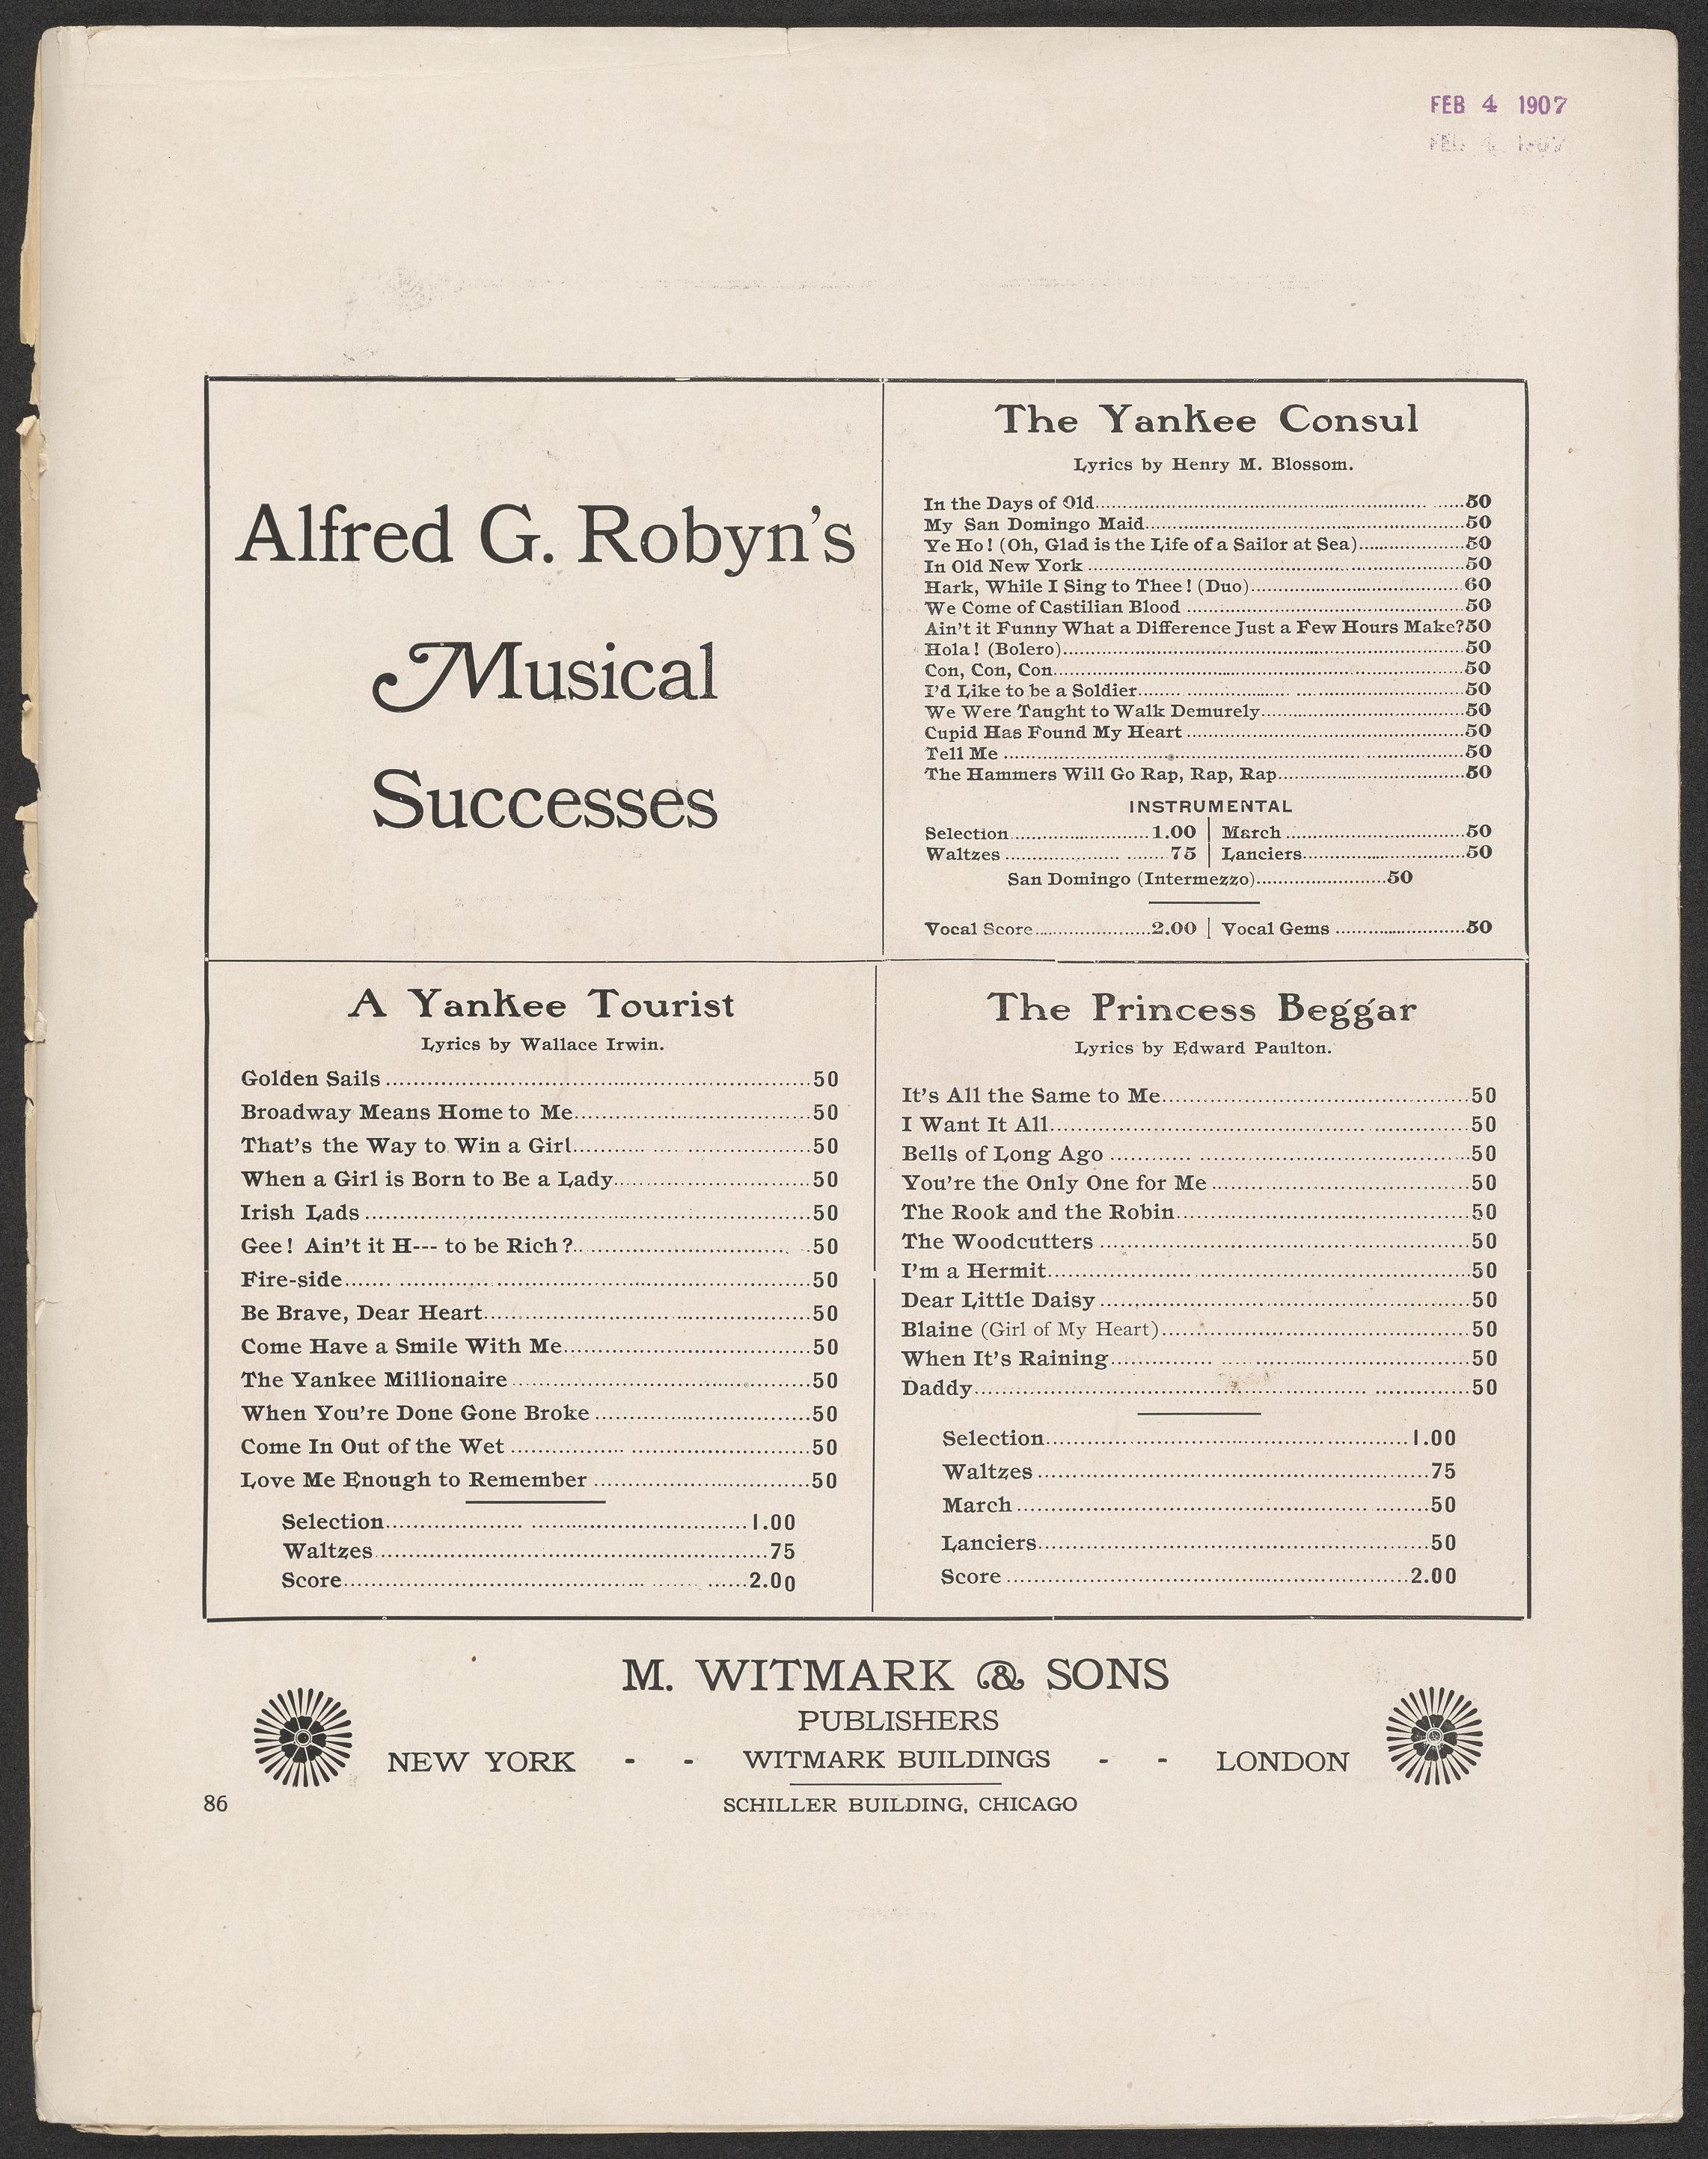 FEB 4 1907
Alfred G. Robyn's
Musical
Successes
The Yankee Consul
Lyrics by Henry M. Blossom.
In the Days of Old.......50
My San Domingo Maid.......50
Ye Ho! (Oh, Glad is the Life of a Sailor at Sea).......50
In Old New York.......50
Hark, While I Sing to Thee! (Duo).......60
We Come of Castilian Blood.......50
Ain't it Funny What a Difference Just a Few Hours Make?50
Hola! (Bolero).......50
Con, Con, Con.......50
I'd Like to be a Soldier.......50
We Were Taught to Walk Demurely.......50
Cupid Has Found My Heart.......50
Tell Me.......50
The Hammers Will Go Rap, Rap, Rap.......50
INSTRUMENTAL
Selection.......1.00 | March.......50
Waltzes.......75 | Lanciers.......50
San Domingo (Intermezzo).......50
Vocal Score.......2.00 | Vocal Gems.......50
A Yankee Tourist
Lyrics by Wallace Irwin.
Golden Sails.......50
Broadway Means Home to Me.......50
That's the Way to Win a Girl.......50
When a Girl is Born to Be a Lady.......50
Irish Lads.......50
Gee! Ain't it H--- to be Rich?.......50
Fire-side.......50
Be Brave, Dear Heart.......50
Come Have a Smile With Me.......50
The Yankee Millionaire.......50
When You're Done Gone Broke.......50
Come In Out of the Wet.......50
Love Me Enough to Remember.......50
Selection.......1.00
Waltzes.......75
Score.......2.00
The Princess Beggar
Lyrics by Edward Paulton.
It's All the Same to Me.......50
I Want It All.......50
Bells of Long Ago.......50
You're the Only One for Me.......50
The Rook and the Robin.......50
The Woodcutters.......50
I'm a Hermit.......50
Dear Little Daisy.......50
Blaine (Girl of My Heart).......50
When It's Raining.......50
Daddy.......50
Selection.......1.00
Waltzes.......75
March.......50
Lanciers.......50
Score.......2.00
M. WITMARK & SONS
PUBLISHERS
NEW YORK - - WITMARK BUILDINGS - - LONDON
86 SCHILLER BUILDING, CHICAGO